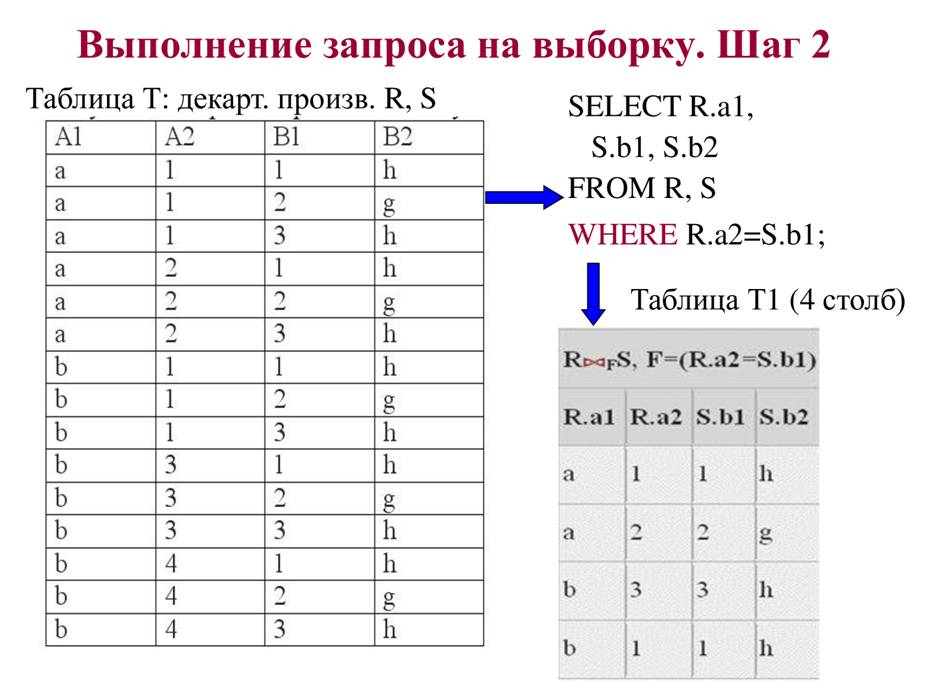 Выполнение запроса на выборку. Шаг 2
Таблица Т: декарт. произв. R, S
A1 A2 B1 B2
a 1 1 h
a 1 2 g
a 1 3 h
a 2 1 h
a 2 2 g
a 2 3 h
b 1 1 h
b 1 2 g
b 1 3 h
b 3 1 h
b 3 2 g
b 3 3 h
b 4 1 h
b 4 2 g
b 4 3 h
SELECT R.a1,
S.b1, S.b2
FROM R, S
WHERE R.a2=S.b1;
Таблица Т1 (4 столб)
R⋈FS, F=(R.a2=S.b1)
R.a1 R.a2 S.b1 S.b2
a 1 1 h
a 2 2 g
b 3 3 h
b 1 1 h